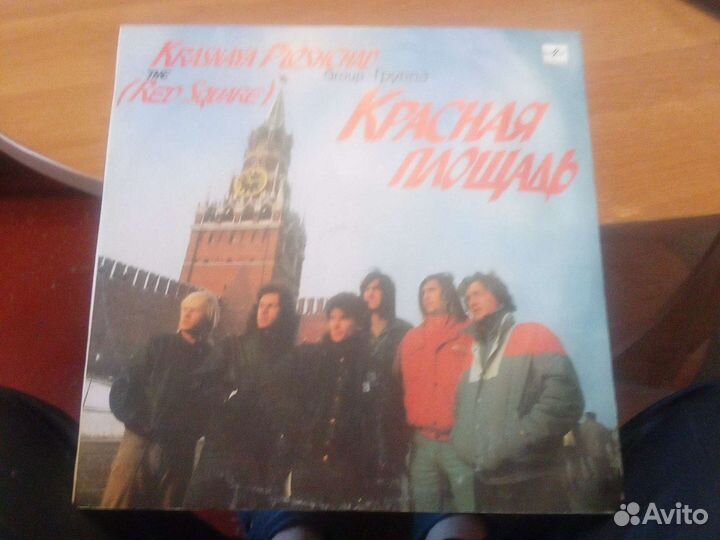 KRASNAYA PLOSHCHAD
THE Group Группа
(RED SQUARE)
КРАСНАЯ
ПЛОЩАДЬ
Avito